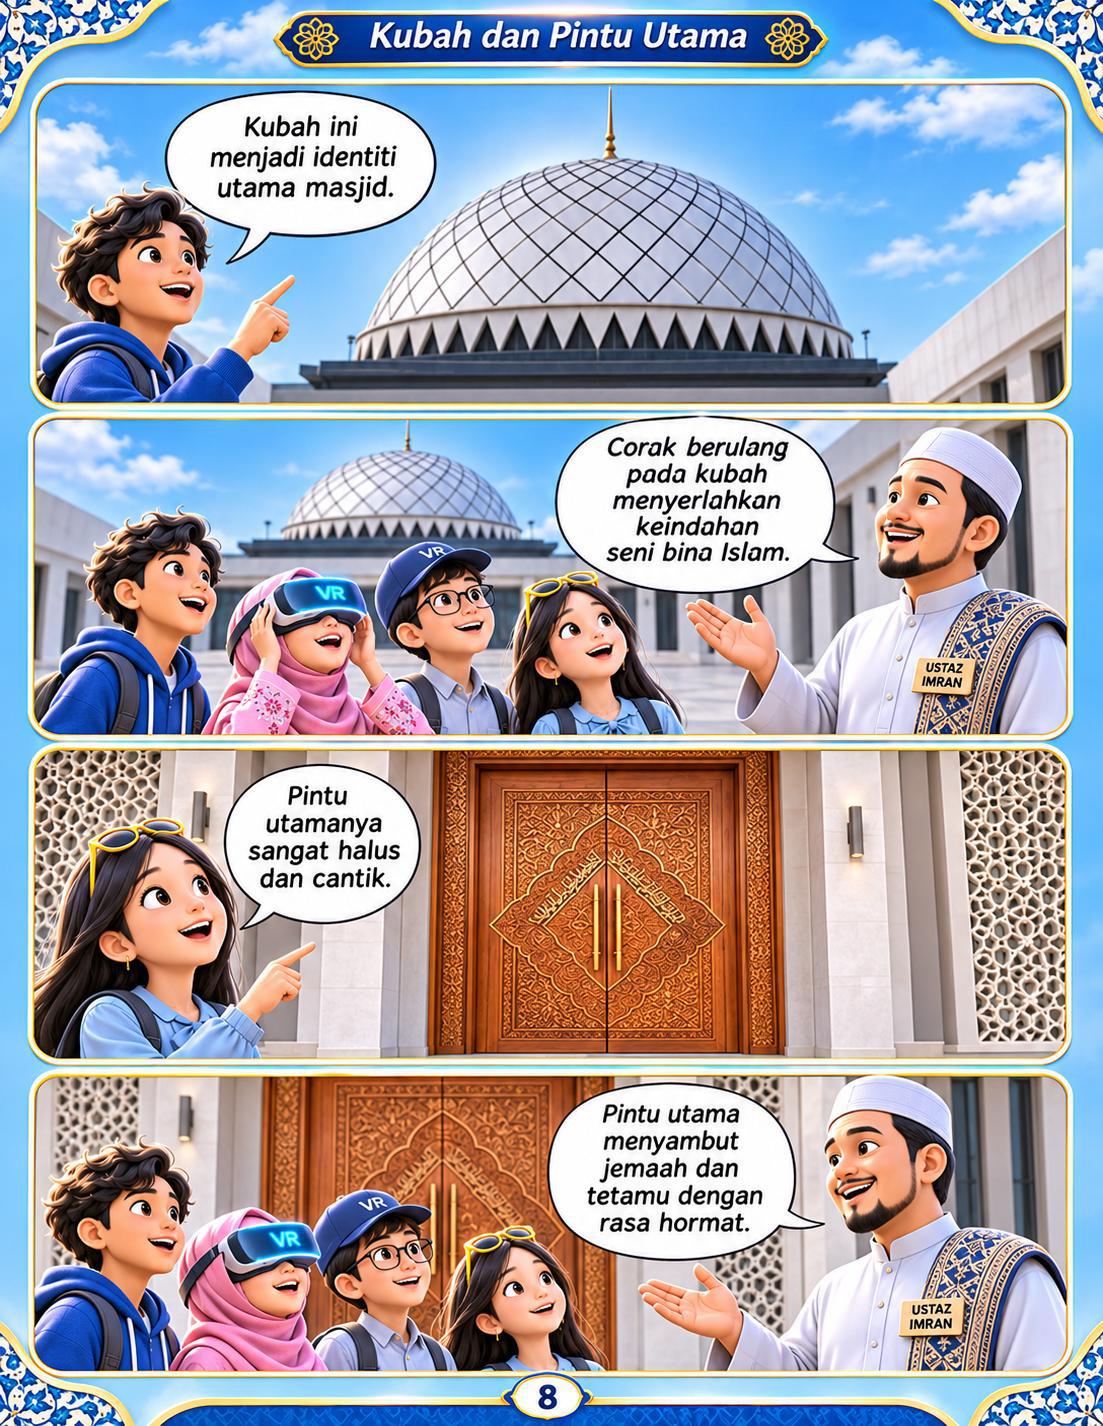 Kubah dan Pintu Utama
Kubah ini
menjadi identiti
utama masjid.
Corak berulang
pada kubah
menyerlahkan
keindahan
seni bina Islam.
VR
VR
USTAZ
IMRAN
Pintu
utamanya
sangat halus
dan cantik.
Pintu utama
menyambut
jemaah dan
tetamu dengan
rasa hormat.
VR
VR
USTAZ
IMRAN
8